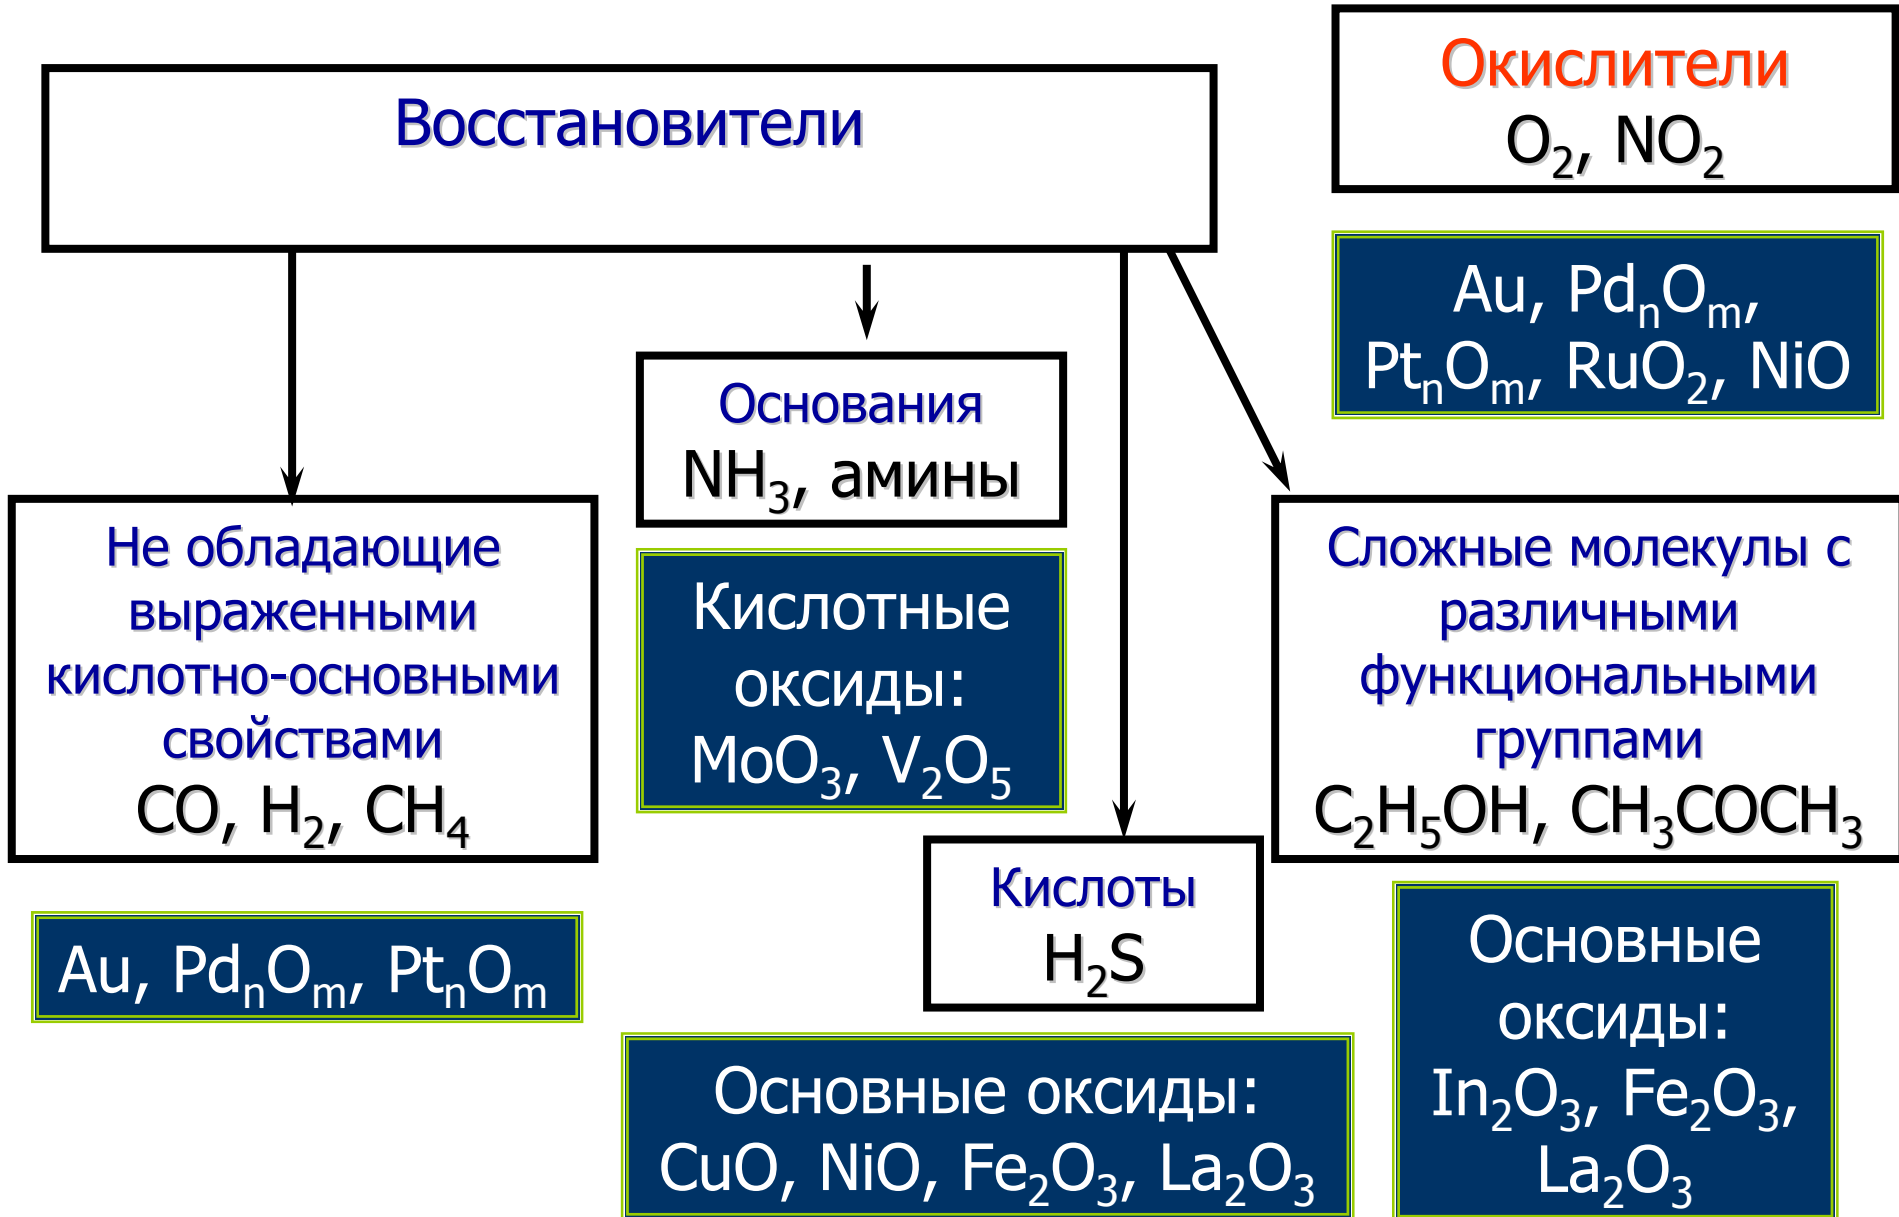 Восстановители
Окислители
O₂, NO₂
Au, PdₙOₘ,
PtₙOₘ, RuO₂, NiO
Основания
NH₃, амины
Кислотные
оксиды:
MoO₃, V₂O₅
Не обладающие
выраженными
кислотно-основными
свойствами
CO, H₂, CH₄
Au, PdₙOₘ, PtₙOₘ
Кислоты
H₂S
Основные оксиды:
CuO, NiO, Fe₂O₃, La₂O₃
Сложные молекулы с
различными
функциональными
группами
C₂H₅OH, CH₃COCH₃
Основные
оксиды:
In₂O₃, Fe₂O₃,
La₂O₃